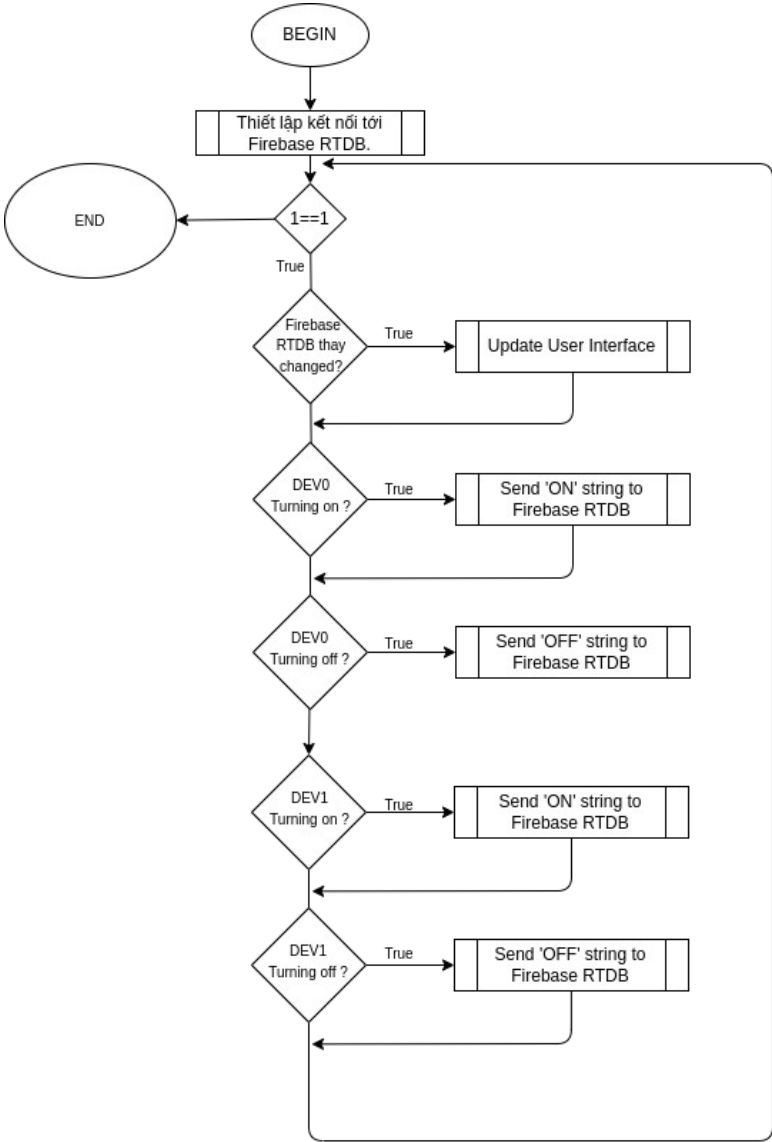 BEGIN
Thiết lập kết nối tới
Firebase RTDB.
1==1
END
True
Firebase
RTDB thay
changed?
True
Update User Interface
DEV0
Turning on ?
True
Send 'ON' string to
Firebase RTDB
DEV0
Turning off ?
True
Send 'OFF' string to
Firebase RTDB
DEV1
Turning on ?
True
Send 'ON' string to
Firebase RTDB
DEV1
Turning off ?
True
Send 'OFF' string to
Firebase RTDB